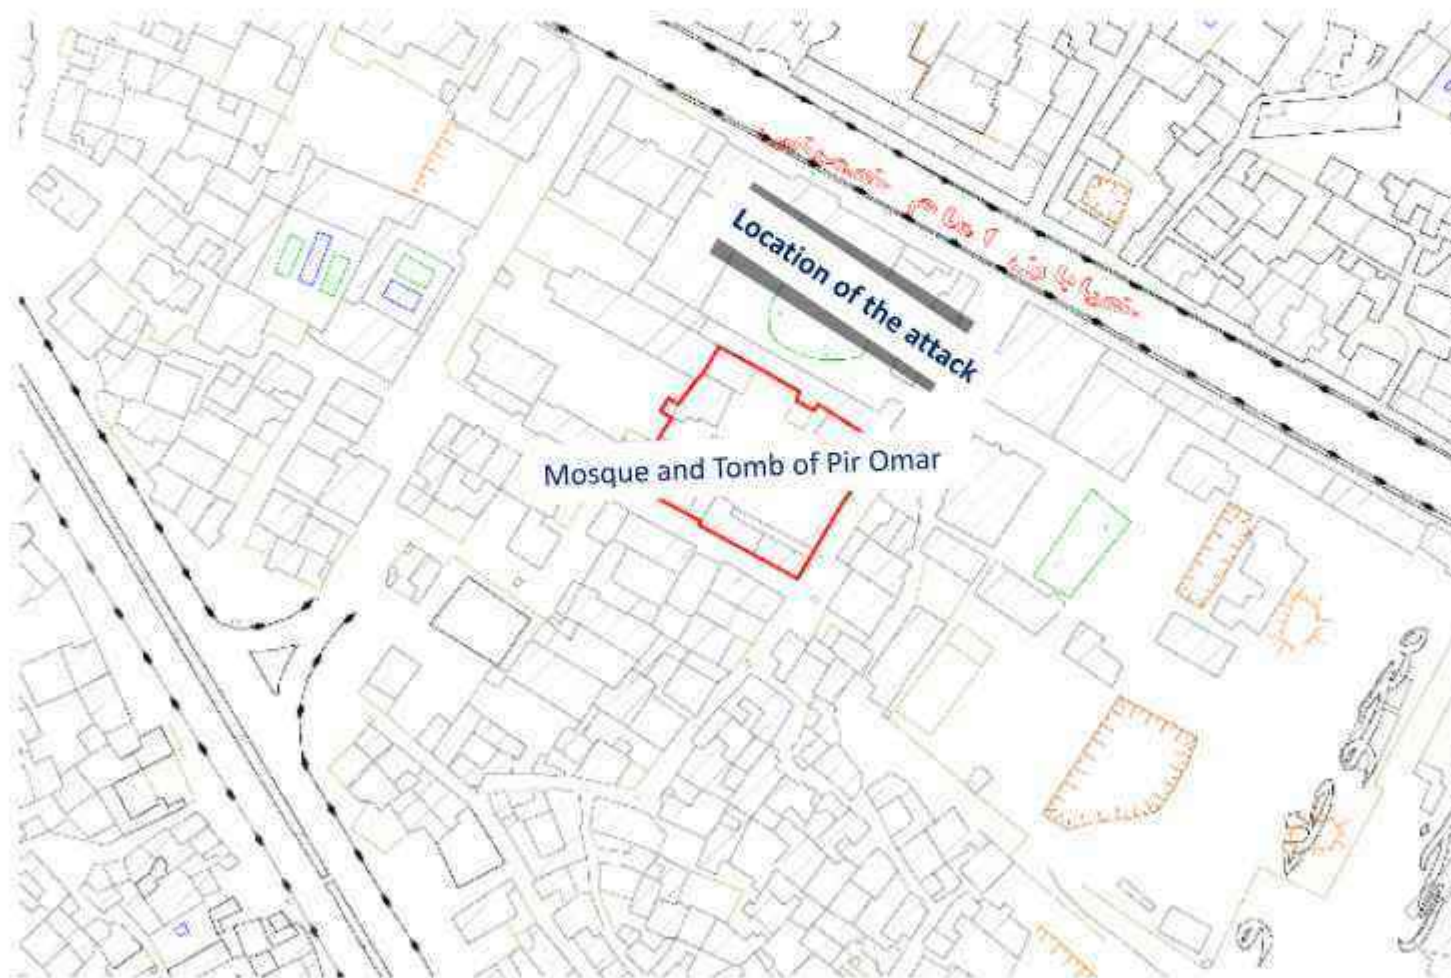 Location of the attack
Mosque and Tomb of Pir Omar